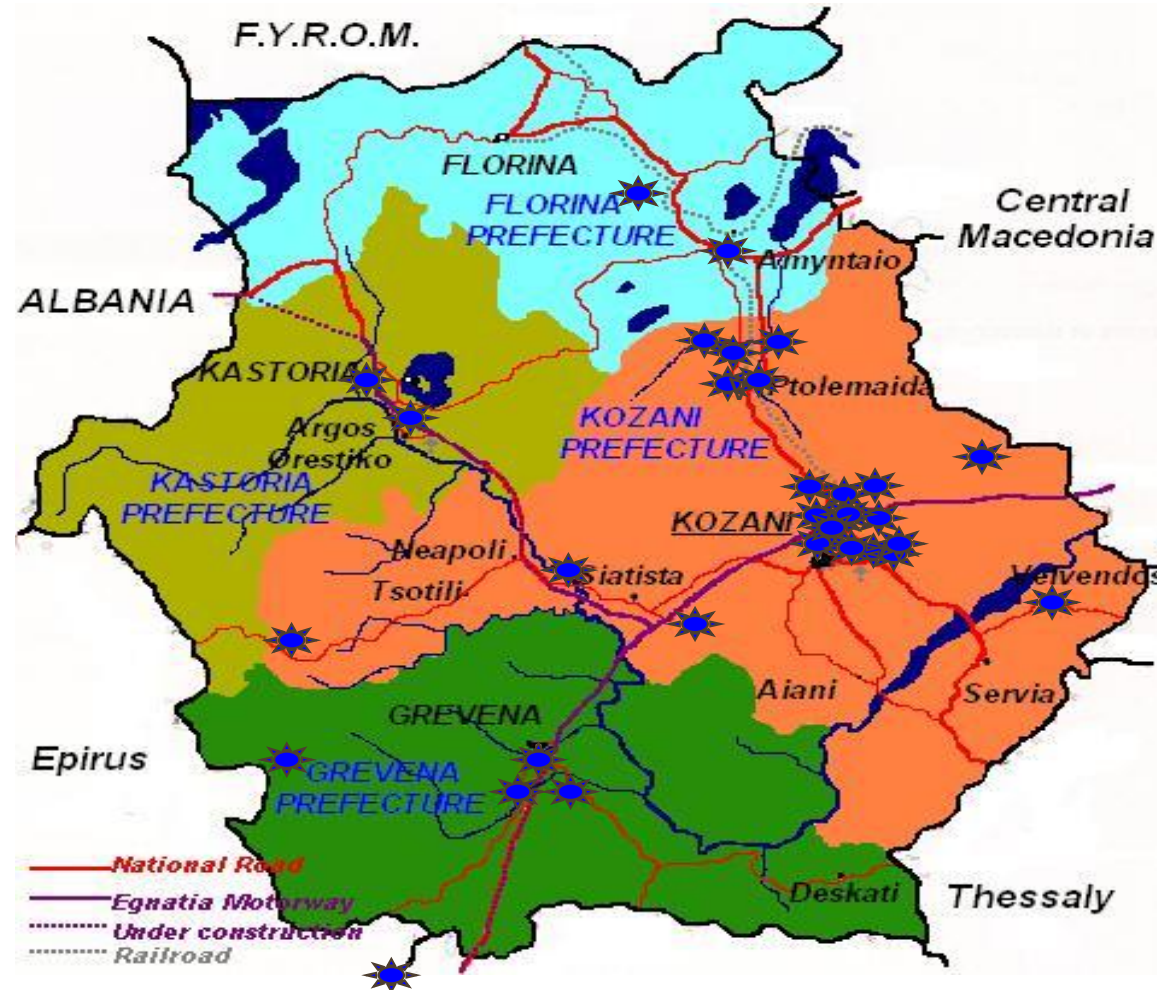 F.Y.R.O.M.
FLORINA
FLORINA
PREFECTURE
Central
Macedonia
Amyntaio
ALBANIA
KASTORIA
Ptolemaida
Argos
Orestiko
KOZANI
PREFECTURE
KASTORIA
PREFECTURE
KOZANI
Neapoli
Siatista
Velvendos
Tsotili
Aiani
Servia
GREVENA
Epirus
GREVENA
PREFECTURE
National Road
Egnatia Motorway
Under construction
Railroad
Deskati
Thessaly